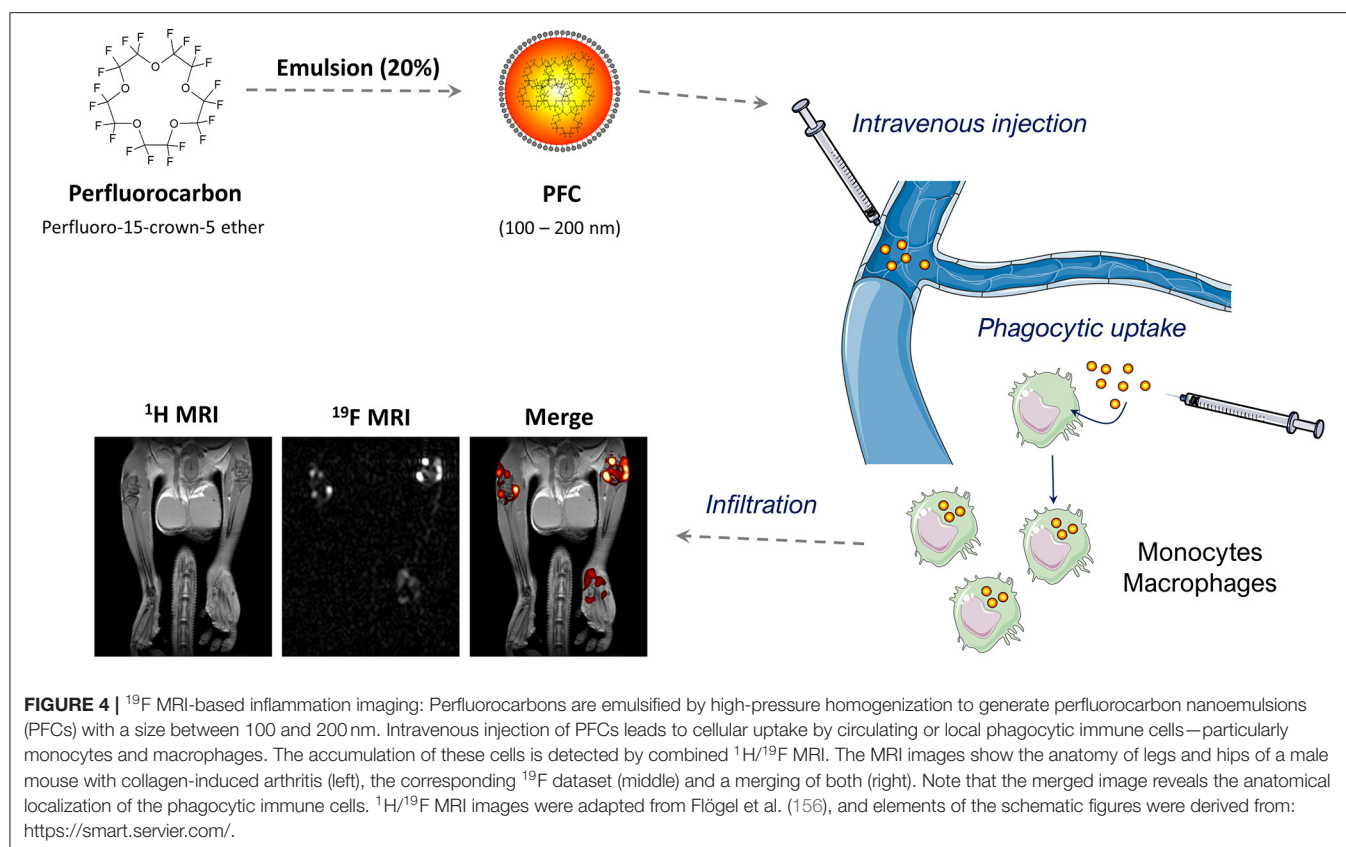 F F F F
F F
F O F
F F
O O
F F
F F
O O
F F
F F
F F
Emulsion (20%)
Perfluorocarbon
Perfluoro-15-crown-5 ether
PFC
(100 – 200 nm)
Intravenous injection
Phagocytic uptake
¹H MRI
¹⁹F MRI
Merge
Infiltration
Monocytes
Macrophages
FIGURE 4 | ¹⁹F MRI-based inflammation imaging: Perfluorocarbons are emulsified by high-pressure homogenization to generate perfluorocarbon nanoemulsions
(PFCs) with a size between 100 and 200 nm. Intravenous injection of PFCs leads to cellular uptake by circulating or local phagocytic immune cells—particularly
monocytes and macrophages. The accumulation of these cells is detected by combined ¹H/¹⁹F MRI. The MRI images show the anatomy of legs and hips of a male
mouse with collagen-induced arthritis (left), the corresponding ¹⁹F dataset (middle) and a merging of both (right). Note that the merged image reveals the anatomical
localization of the phagocytic immune cells. ¹H/¹⁹F MRI images were adapted from Flögel et al. (156), and elements of the schematic figures were derived from:
https://smart.servier.com/.